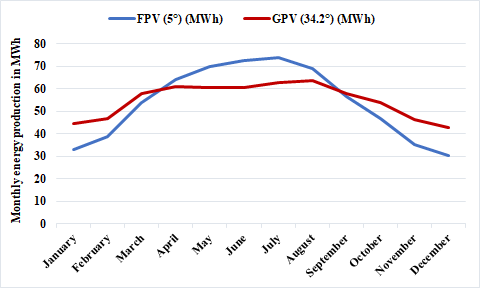 FPV (5°) (MWh) GPV (34.2°) (MWh)
Monthly energy production in MWh
80
70
60
50
40
30
20
10
0
January
February
March
April
May
June
July
August
September
October
November
December